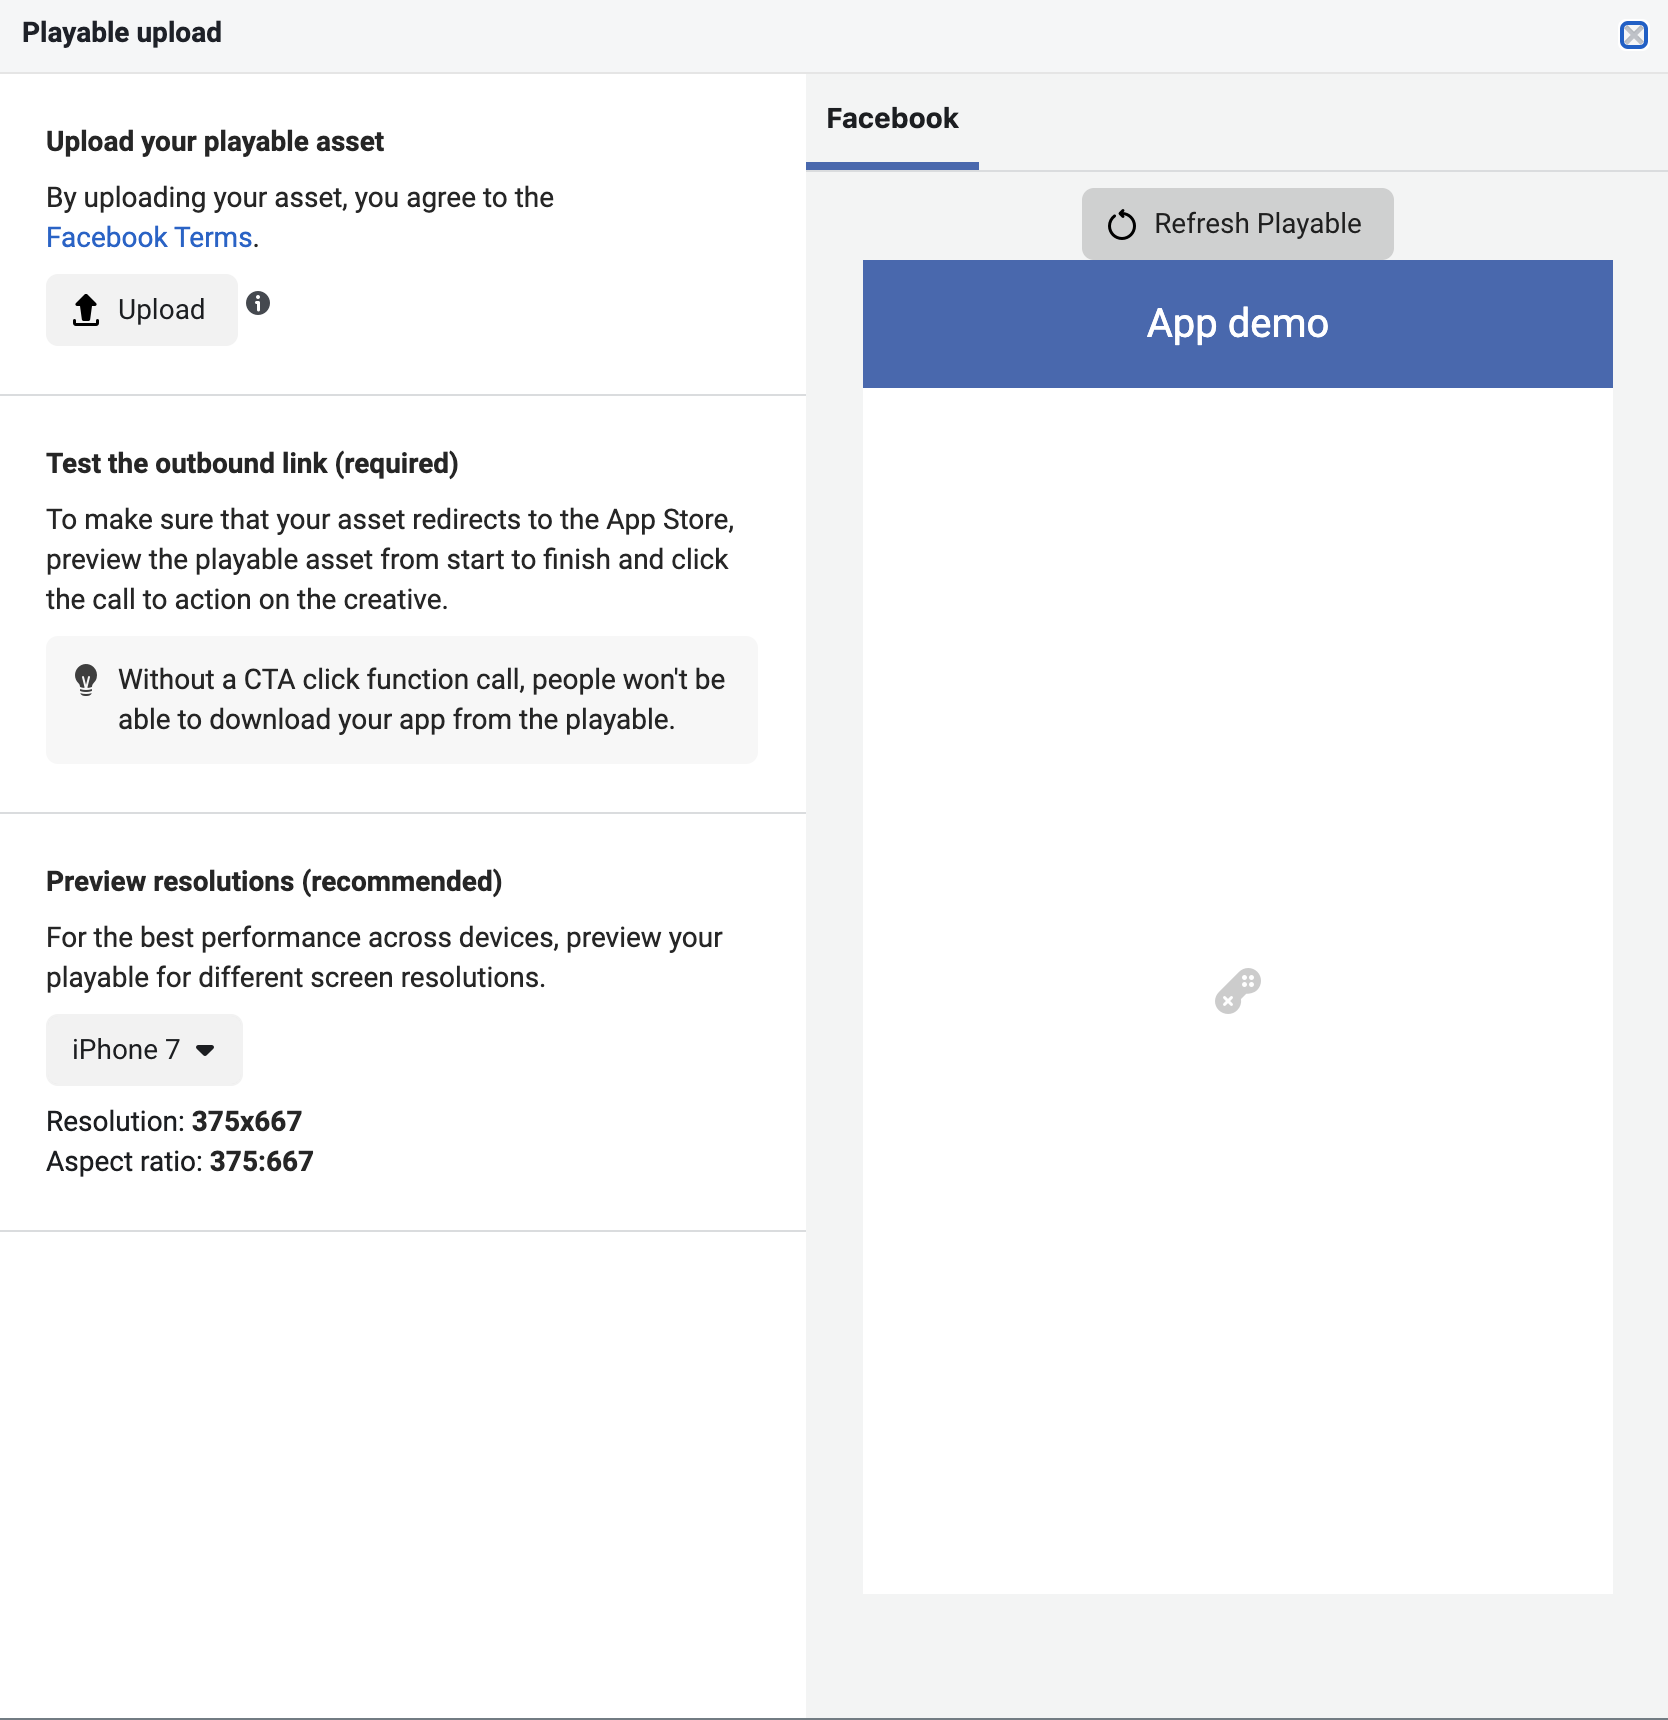 Playable upload
Upload your playable asset
By uploading your asset, you agree to the
Facebook Terms.
Upload
Test the outbound link (required)
To make sure that your asset redirects to the App Store,
preview the playable asset from start to finish and click
the call to action on the creative.
Without a CTA click function call, people won't be
able to download your app from the playable.
Preview resolutions (recommended)
For the best performance across devices, preview your
playable for different screen resolutions.
iPhone 7
Resolution: 375x667
Aspect ratio: 375:667
Facebook
Refresh Playable
App demo